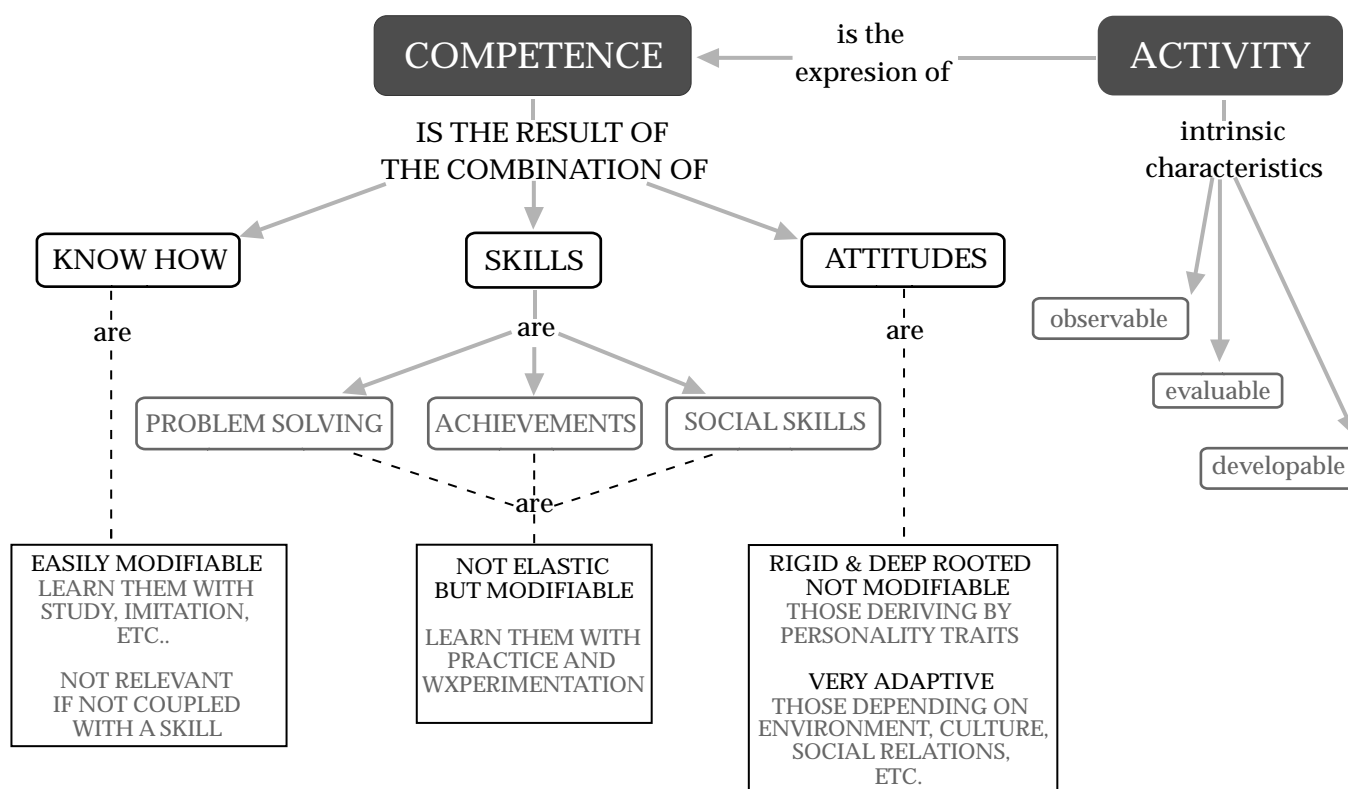 COMPETENCE
is the
expresion of
ACTIVITY
IS THE RESULT OF
THE COMBINATION OF
intrinsic
characteristics
KNOW HOW
SKILLS
ATTITUDES
are
are
are
observable
evaluable
developable
PROBLEM SOLVING
ACHIEVEMENTS
SOCIAL SKILLS
are
EASILY MODIFIABLE
LEARN THEM WITH
STUDY, IMITATION,
ETC..
NOT RELEVANT
IF NOT COUPLED
WITH A SKILL
NOT ELASTIC
BUT MODIFIABLE
LEARN THEM WITH
PRACTICE AND
WXPERIMENTATION
RIGID & DEEP ROOTED
NOT MODIFIABLE
THOSE DERIVING BY
PERSONALITY TRAITS
VERY ADAPTIVE
THOSE DEPENDING ON
ENVIRONMENT, CULTURE,
SOCIAL RELATIONS,
ETC.